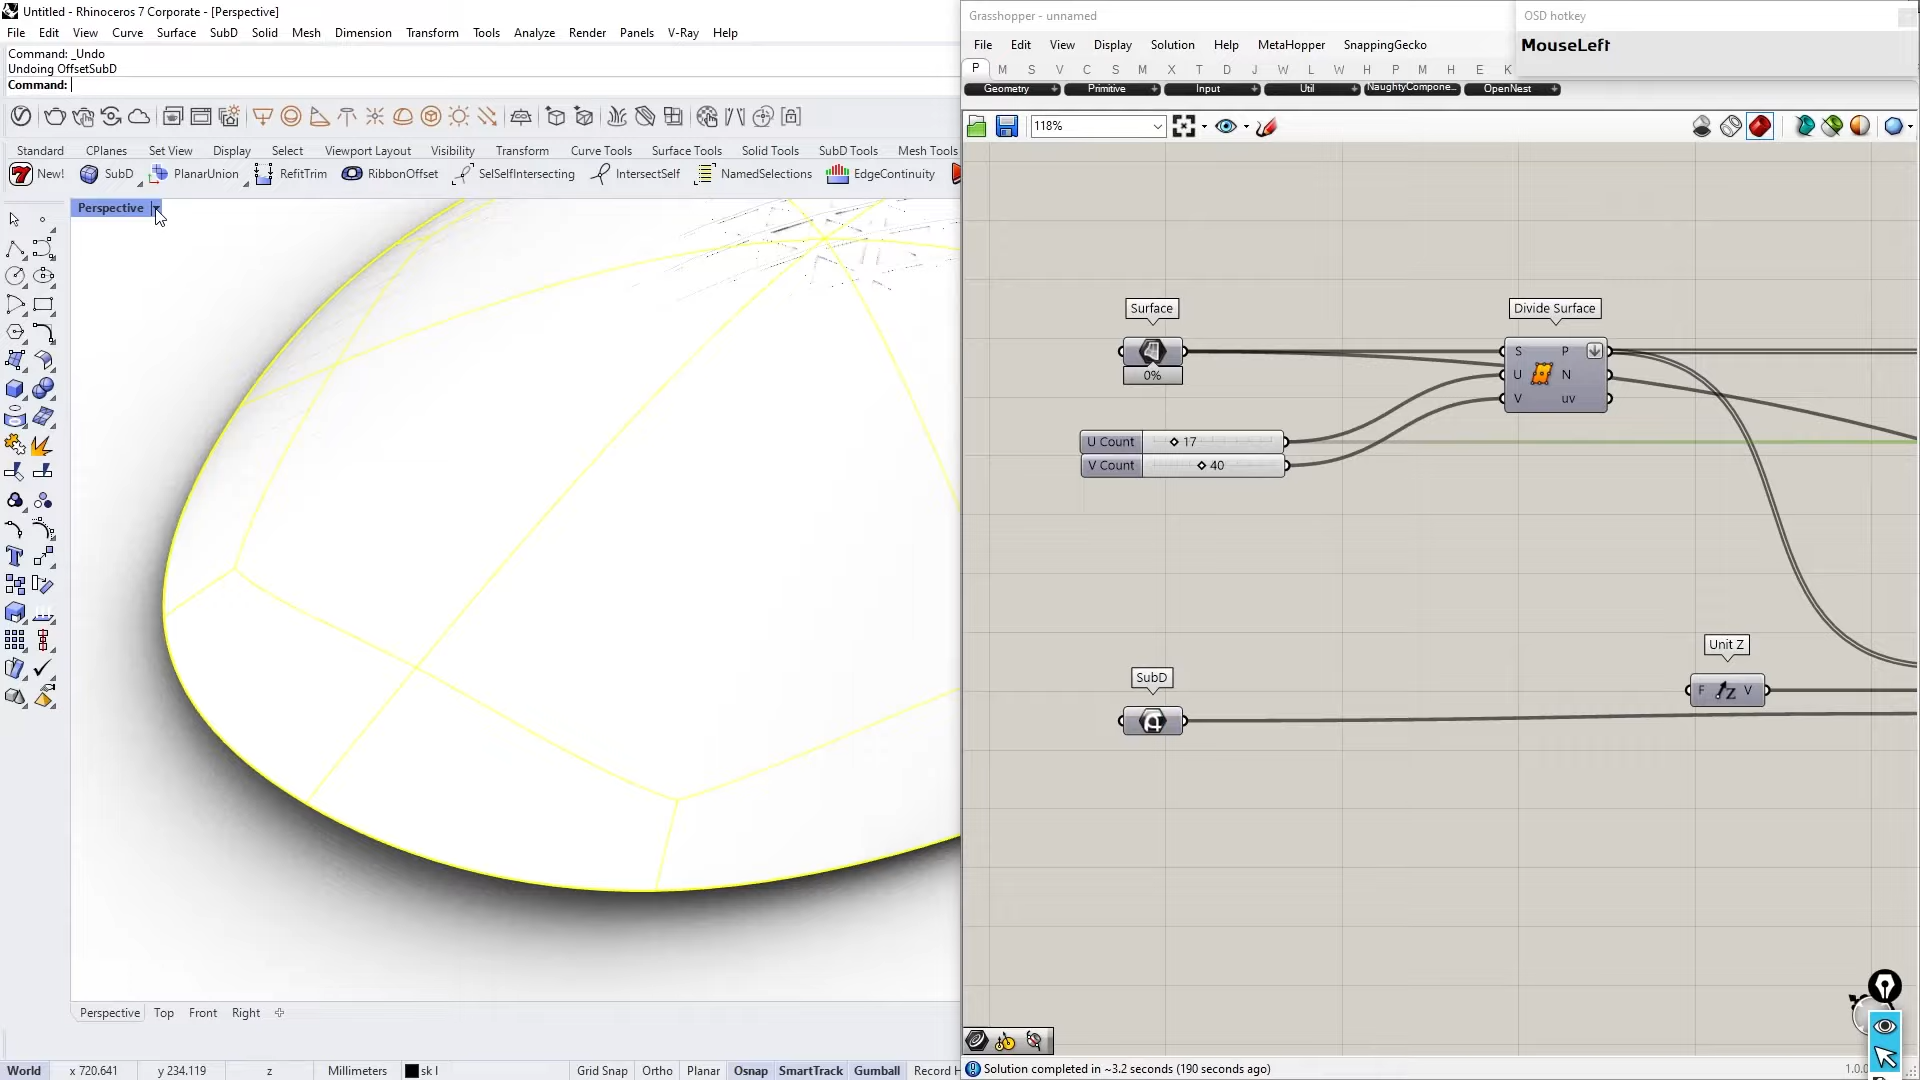 Untitled - Rhinoceros 7 Corporate - [Perspective]
File Edit View Curve Surface SubD Solid Mesh Dimension Transform Tools Analyze Render Panels V-Ray Help
Command: _Undo
Undoing OffsetSubD
Command:
Standard CPlanes Set View Display Select Viewport Layout Visibility Transform Curve Tools Surface Tools Solid Tools SubD Tools Mesh Tools
New! SubD PlanarUnion RefitTrim RibbonOffset SelSelfIntersecting IntersectSelf NamedSelections EdgeContinuity
Perspective
Perspective Top Front Right
World x 720.641 y 234.119 z Millimeters sk l Grid Snap Ortho Planar Osnap SmartTrack Gumball Record H
Grasshopper - unnamed
OSD hotkey
MouseLeft
File Edit View Display Solution Help MetaHopper SnappingGecko
P M S V C S M X T D J W L W H P M H E K
Geometry Primitive Input Util NaughtyCompone... OpenNest
118%
Surface
0%
Divide Surface
S P
U N
V uv
U Count 17
V Count 40
SubD
Unit Z
F Z V
Solution completed in ~3.2 seconds (190 seconds ago)
1.0.0